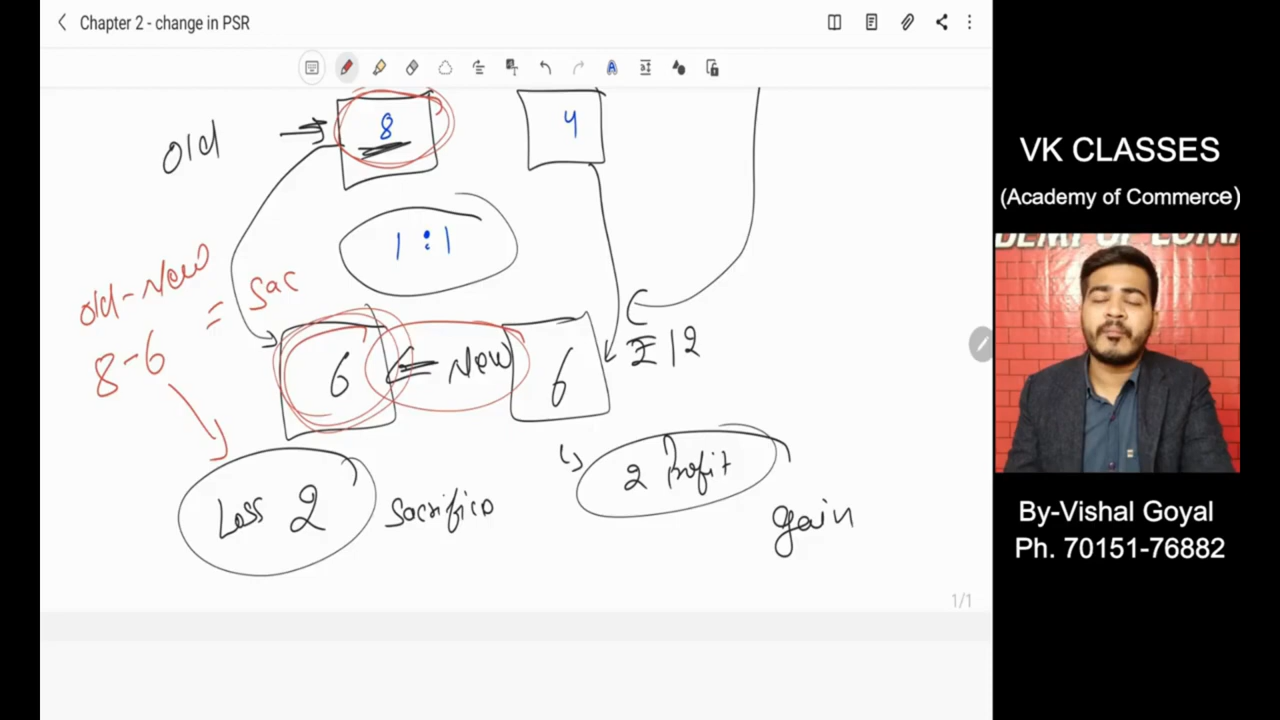 Chapter 2 - change in PSR
Old
8
4
1 : 1
Old-New
= Sac
8-6
6
<= New
6
12
Loss 2
Sacrifice
2 Profit
gain
1/1
VK CLASSES
(Academy of Commerce)
By-Vishal Goyal
Ph. 70151-76882